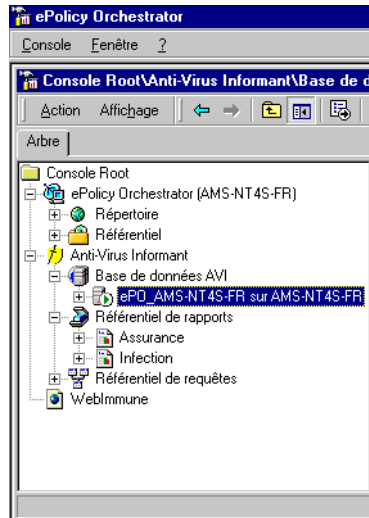 ePolicy Orchestrator
Console Fenêtre ?
Console Root\Anti-Virus Informant\Base de d
Action Affichage
Arbre
Console Root
ePolicy Orchestrator (AMS-NT4S-FR)
Répertoire
Référentiel
Anti-Virus Informant
Base de données AVI
ePO_AMS-NT4S-FR sur AMS-NT4S-FR
Référentiel de rapports
Assurance
Infection
Référentiel de requêtes
WebImmune